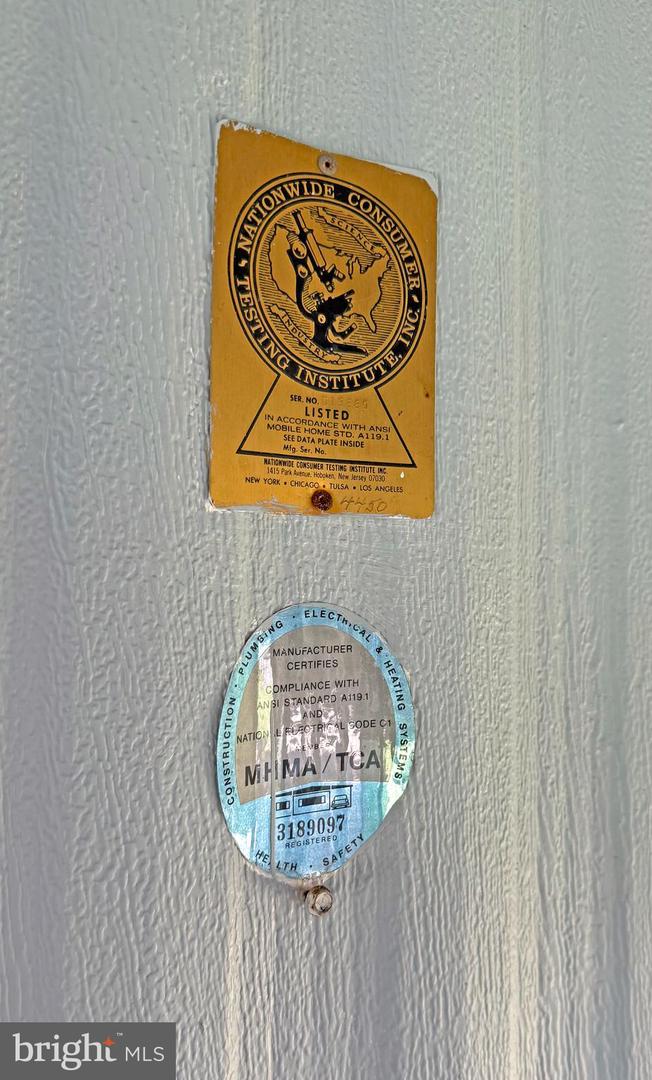 NATIONWIDE CONSUMER
TESTING INSTITUTE, INC.
SCIENCE
INDUSTRY
SER. NO.
LISTED
IN ACCORDANCE WITH ANSI
MOBILE HOME STD. A119.1
SEE DATA PLATE INSIDE
Mfg. Ser. No.
NATIONWIDE CONSUMER TESTING INSTITUTE INC.
1415 Park Avenue, Hoboken, New Jersey 07030
NEW YORK • CHICAGO • TULSA • LOS ANGELES
4450
CONSTRUCTION · PLUMBING · ELECTRICAL & HEATING SYSTEMS
MANUFACTURER
CERTIFIES
COMPLIANCE WITH
ANSI STANDARD A119.1
AND
NATIONAL ELECTRICAL CODE C-1
MEMBER
MHMA/TCA
3189097
REGISTERED
HEALTH · SAFETY
bright™ MLS